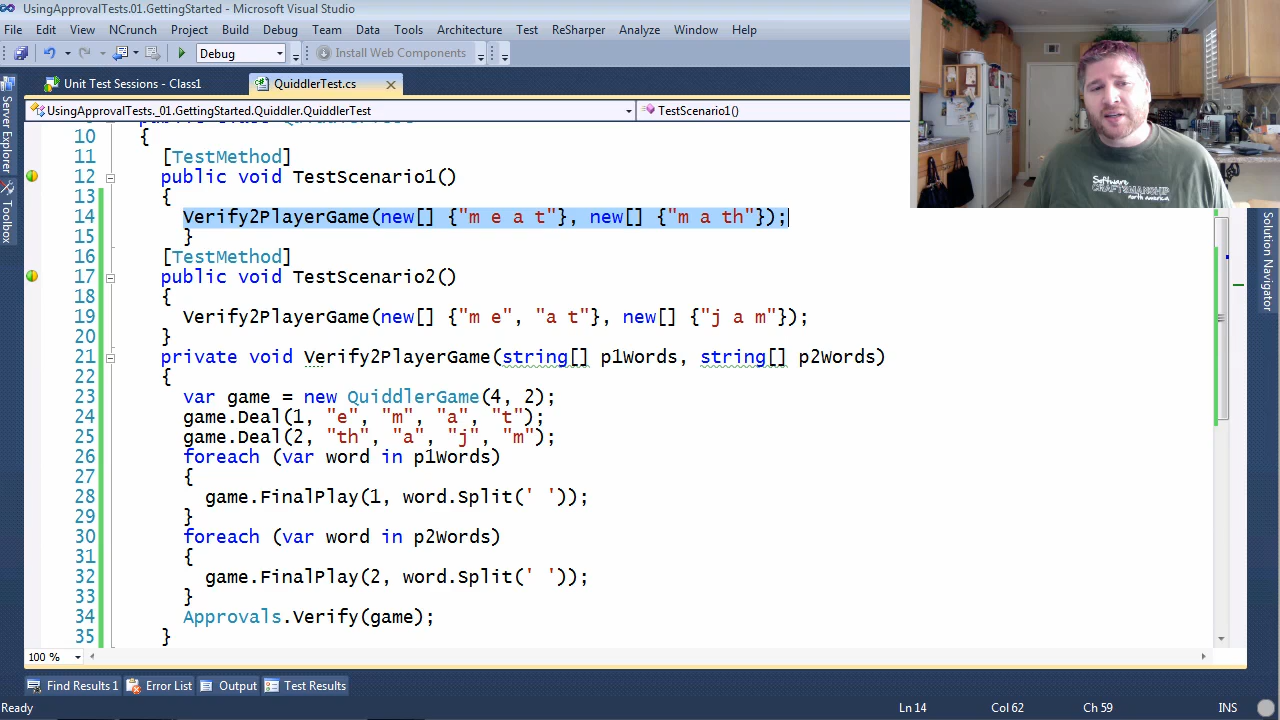 UsingApprovalTests.01.GettingStarted - Microsoft Visual Studio
File Edit View NCrunch Project Build Debug Team Data Tools Architecture Test ReSharper Analyze Window Help
Debug Install Web Components
Unit Test Sessions - Class1 QuiddlerTest.cs
UsingApprovalTests._01.GettingStarted.Quiddler.QuiddlerTest TestScenario1()
Server Explorer
Toolbox
Solution Navigator
Software
CRAFTSMANSHIP
north america
10 {
11 [TestMethod]
12 public void TestScenario1()
13 {
14 Verify2PlayerGame(new[] {"m e a t"}, new[] {"m a th"});
15 }
16 [TestMethod]
17 public void TestScenario2()
18 {
19 Verify2PlayerGame(new[] {"m e", "a t"}, new[] {"j a m"});
20 }
21 private void Verify2PlayerGame(string[] p1Words, string[] p2Words)
22 {
23 var game = new QuiddlerGame(4, 2);
24 game.Deal(1, "e", "m", "a", "t");
25 game.Deal(2, "th", "a", "j", "m");
26 foreach (var word in p1Words)
27 {
28 game.FinalPlay(1, word.Split(' '));
29 }
30 foreach (var word in p2Words)
31 {
32 game.FinalPlay(2, word.Split(' '));
33 }
34 Approvals.Verify(game);
35 }
100 %
Find Results 1 Error List Output Test Results
Ready Ln 14 Col 62 Ch 59 INS